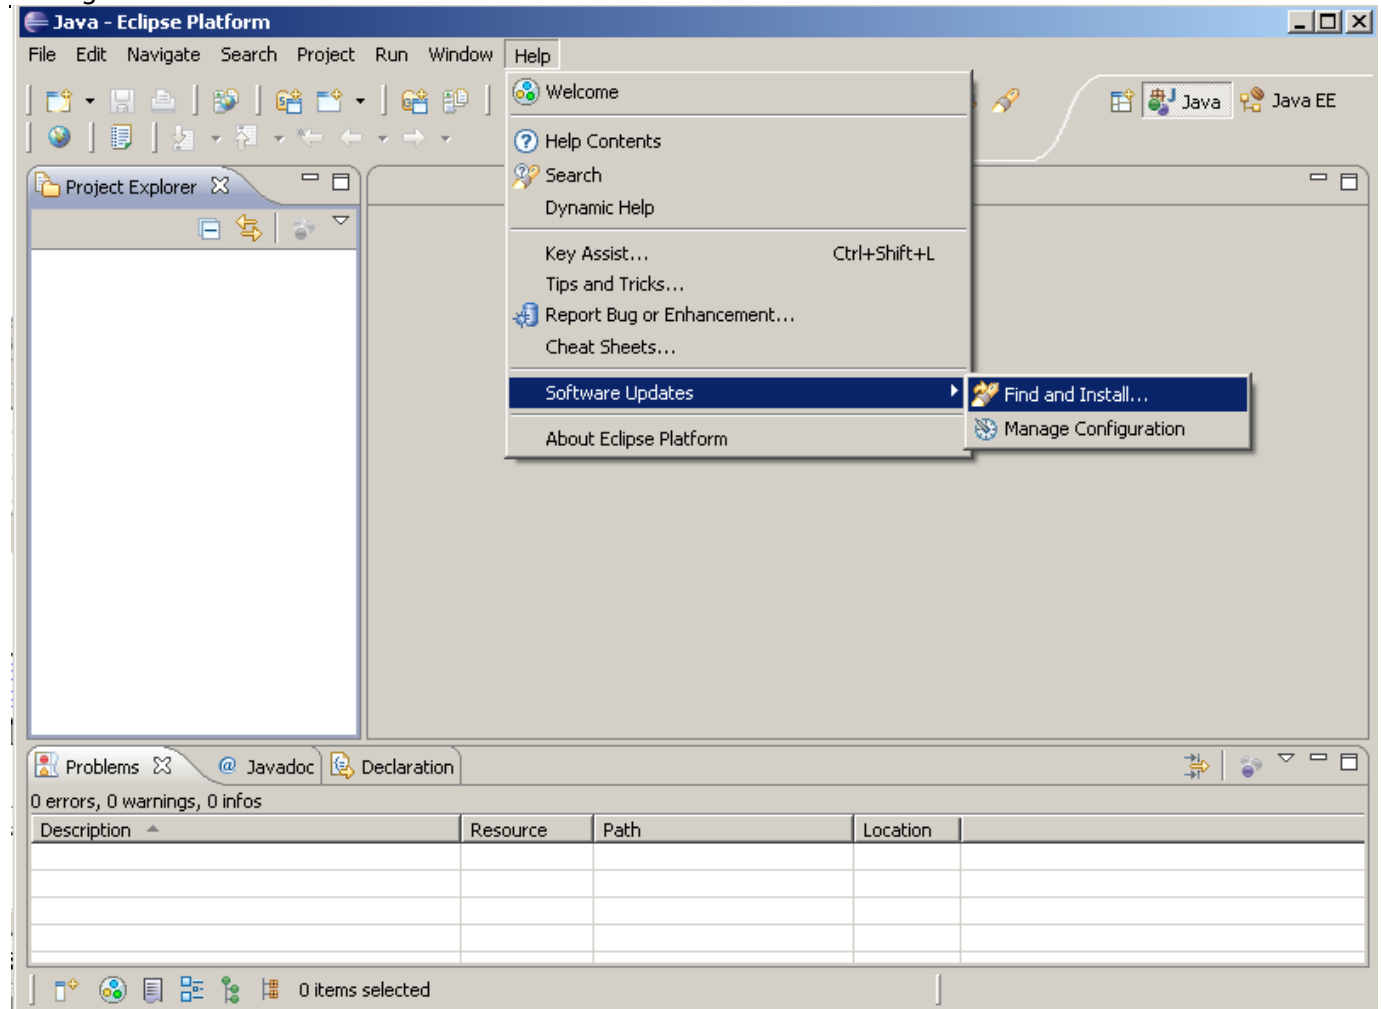 Java - Eclipse Platform
File Edit Navigate Search Project Run Window Help
Welcome
Java Java EE
Help Contents
Search
Dynamic Help
Project Explorer
Key Assist... Ctrl+Shift+L
Tips and Tricks...
Report Bug or Enhancement...
Cheat Sheets...
Software Updates
Find and Install...
Manage Configuration
About Eclipse Platform
Problems @ Javadoc Declaration
0 errors, 0 warnings, 0 infos
Description Resource Path Location
0 items selected